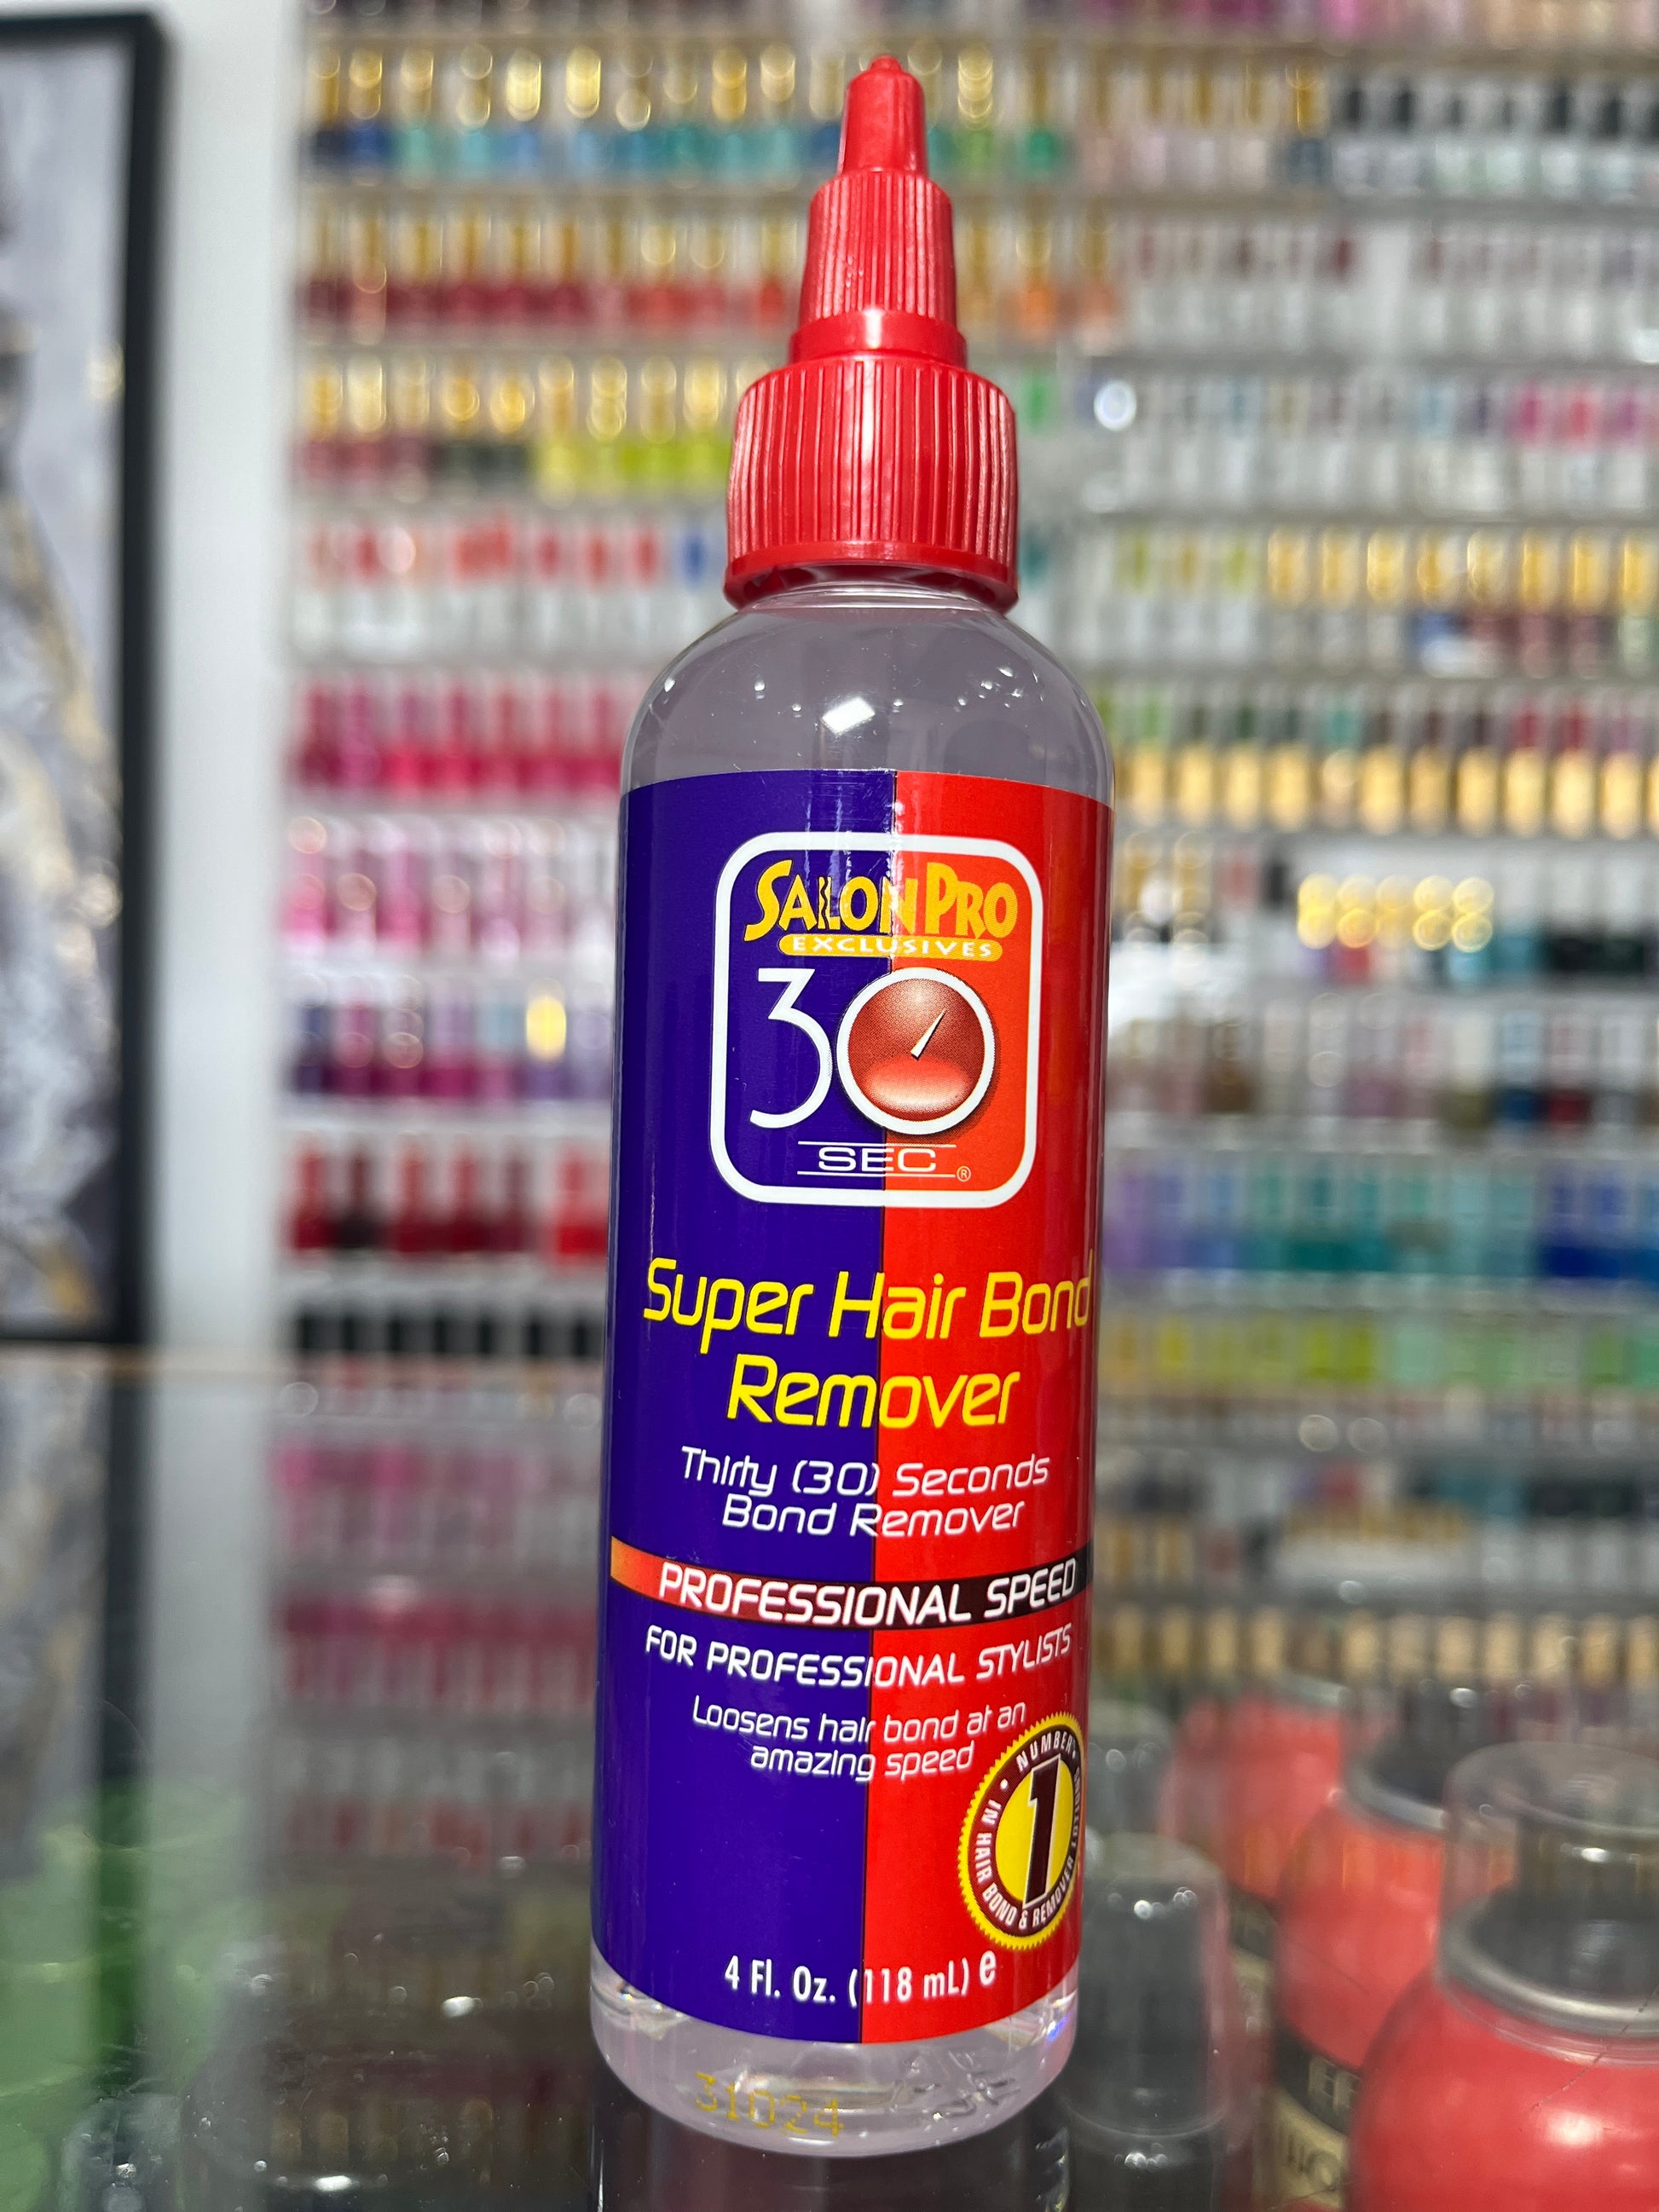 SALON PRO
EXCLUSIVES
30
SEC ®
Super Hair Bond
Remover
Thirty (30) Seconds
Bond Remover
PROFESSIONAL SPEED
FOR PROFESSIONAL STYLISTS
Loosens hair bond at an
amazing speed
NUMBER
1
IN HAIR BOND & REMOVER
4 Fl. Oz. (118 mL) e
31024